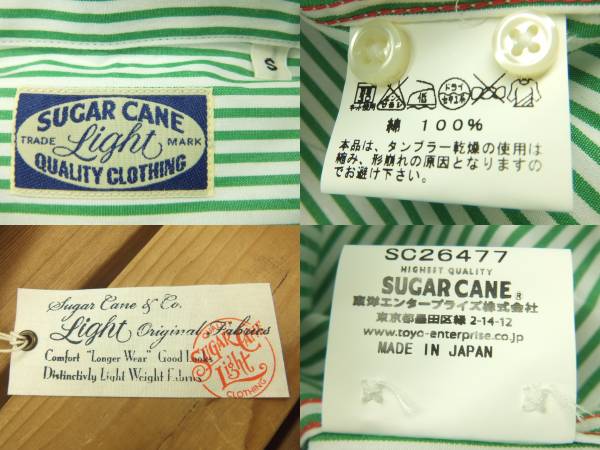 S
SUGAR CANE
TRADE Light MARK
QUALITY CLOTHING
綿 100%
本品は、タンブラー乾燥の使用は
縮み、形崩れの原因となりますの
でお避け下さい。
Sugar Cane & Co.
Light Original Fabrics
Comfort "Longer Wear" Good Looks
Distinctivly Light Weight Fabrics
SUGAR CANE
Light
CLOTHING
SC26477
HIGHEST QUALITY
SUGAR CANE®
東洋エンタープライズ株式会社
東京都墨田区緑 2-14-12
www.toyo-enterprise.co.jp
MADE IN JAPAN